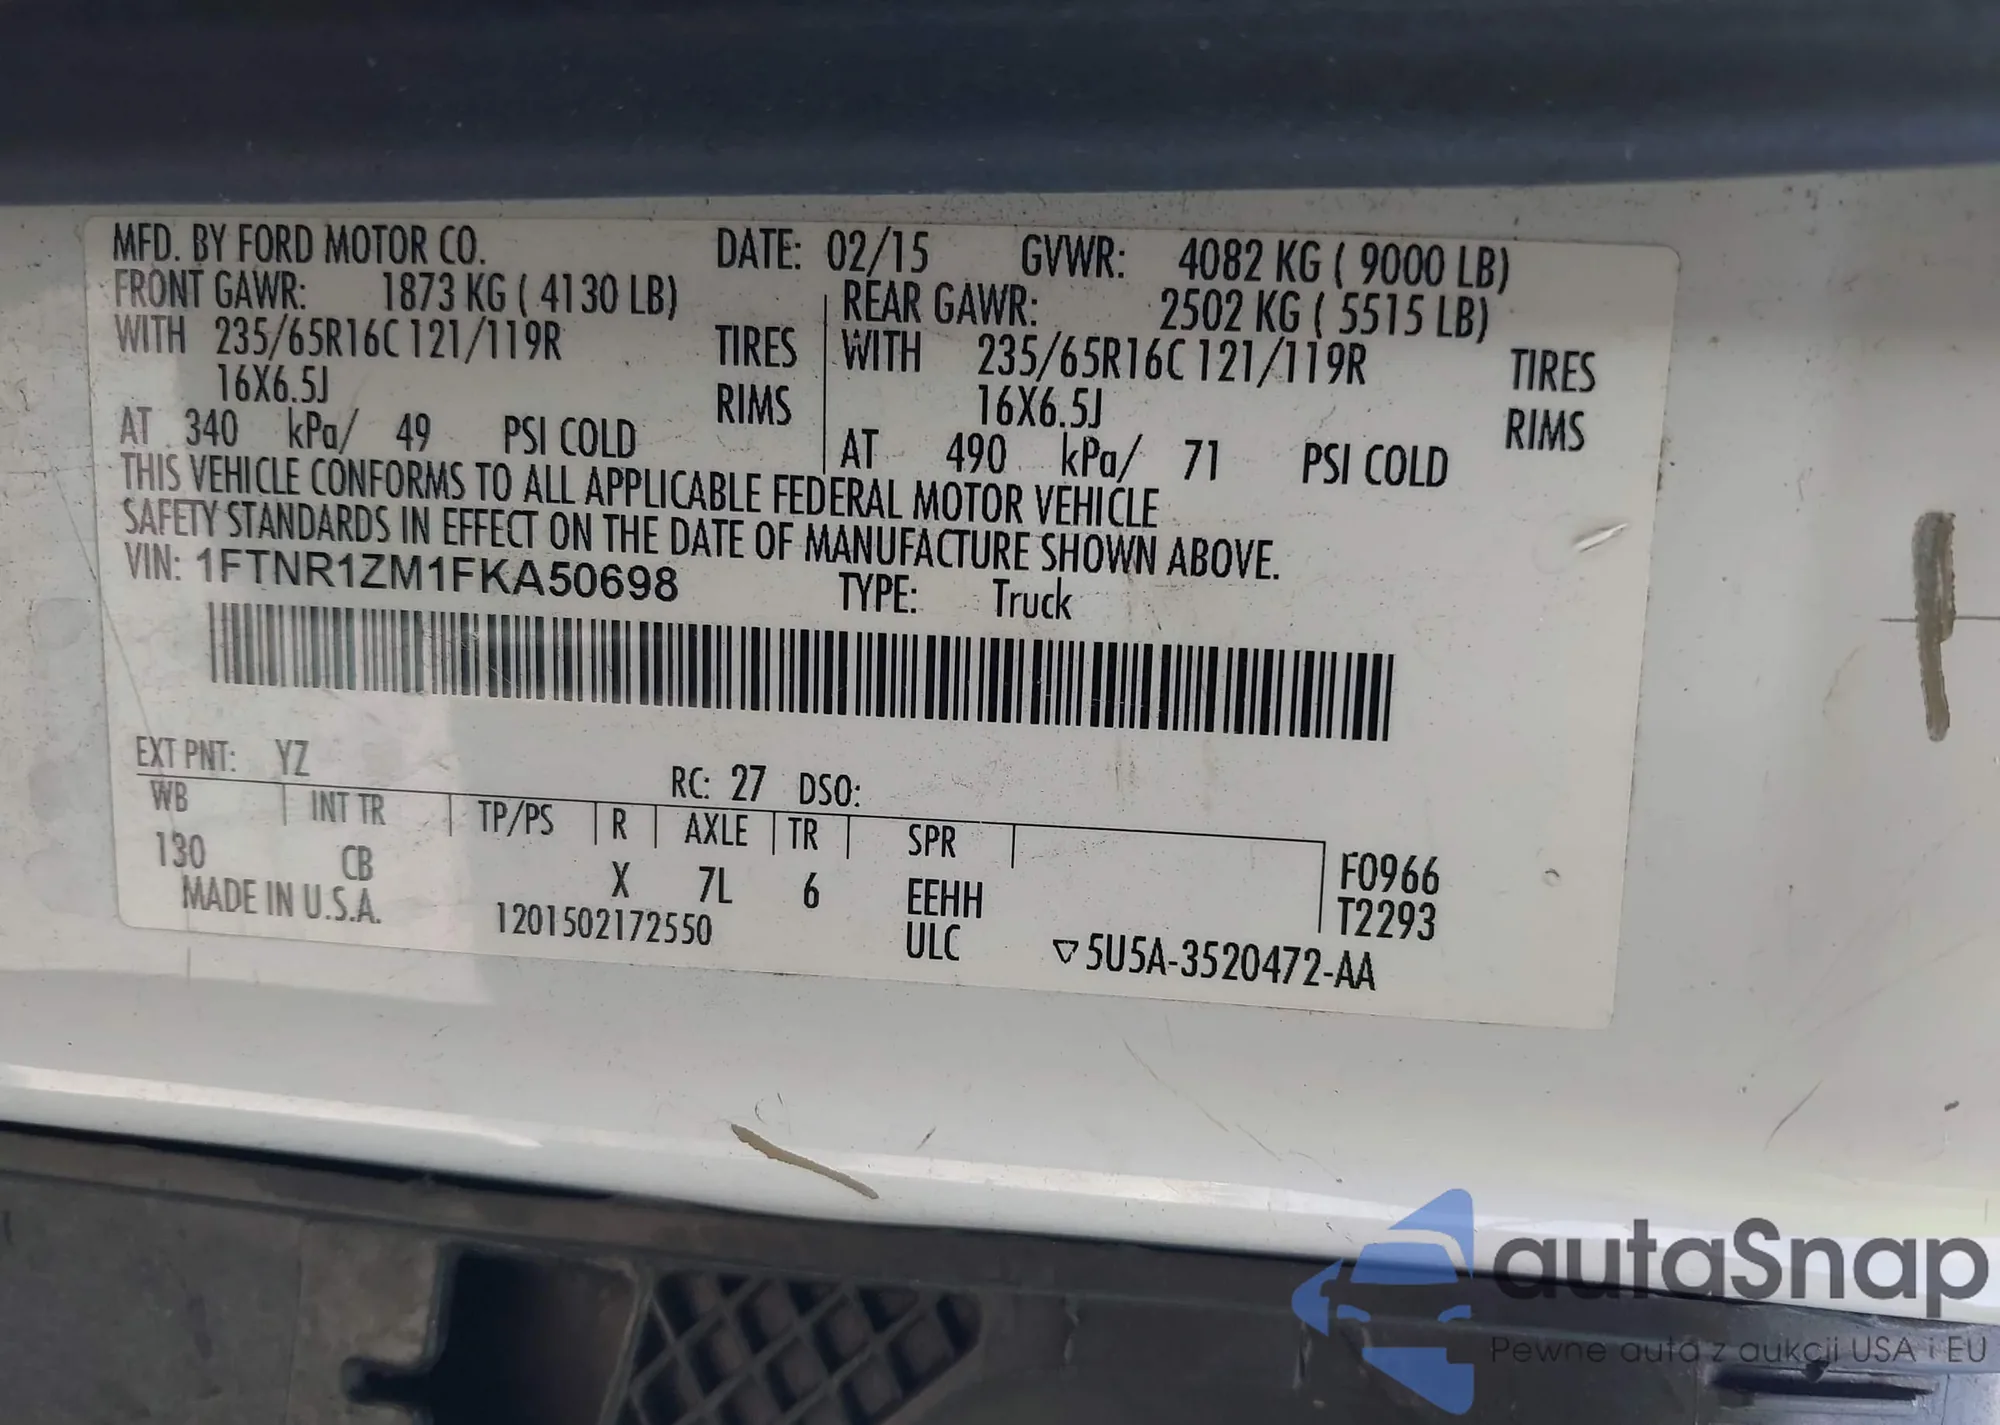 MFD. BY FORD MOTOR CO. DATE: 02/15 GVWR: 4082 KG ( 9000 LB)
FRONT GAWR: 1873 KG ( 4130 LB) REAR GAWR: 2502 KG ( 5515 LB)
WITH 235/65R16C 121/119R TIRES WITH 235/65R16C 121/119R TIRES
16X6.5J RIMS 16X6.5J RIMS
AT 340 kPa/ 49 PSI COLD AT 490 kPa/ 71 PSI COLD
THIS VEHICLE CONFORMS TO ALL APPLICABLE FEDERAL MOTOR VEHICLE
SAFETY STANDARDS IN EFFECT ON THE DATE OF MANUFACTURE SHOWN ABOVE.
VIN: 1FTNR1ZM1FKA50698 TYPE: Truck
EXT PNT: YZ RC: 27 DSO:
WB INT TR TP/PS R AXLE TR SPR
130 CB X 7L 6 EEHH F0966
MADE IN U.S.A. 1201502172550 ULC T2293
▽5U5A-3520472-AA
autaSnap
Pewne auta z aukcji USA i EU